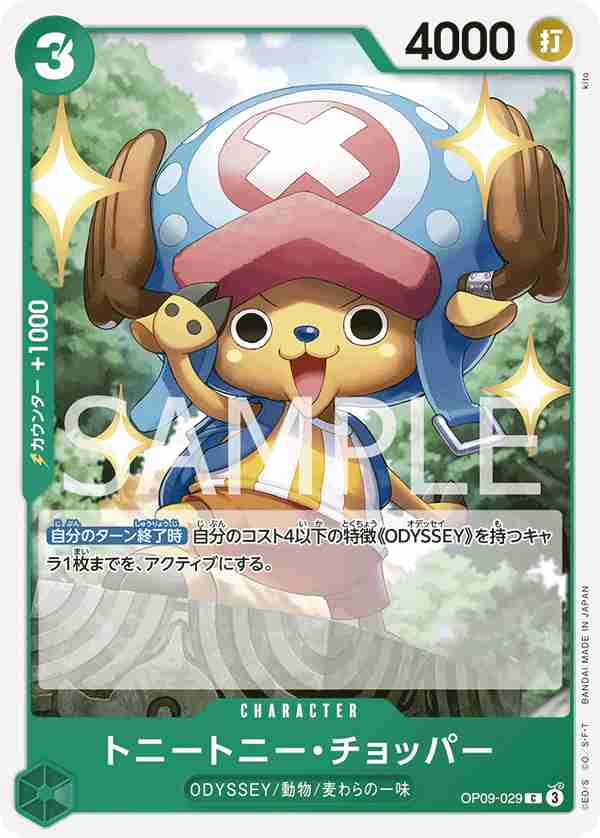 3
4000
打
kito
カウンター +1000
SAMPLE
自分のターン終了時 自分のコスト4以下の特徴《ODYSSEY》を持つキャ
ラ1枚までを、アクティブにする。
CHARACTER
トニートニー・チョッパー
ODYSSEY/動物/麦わらの一味
OP09-029 C 3
©E/S ©O/S・F・T BANDAI MADE IN JAPAN